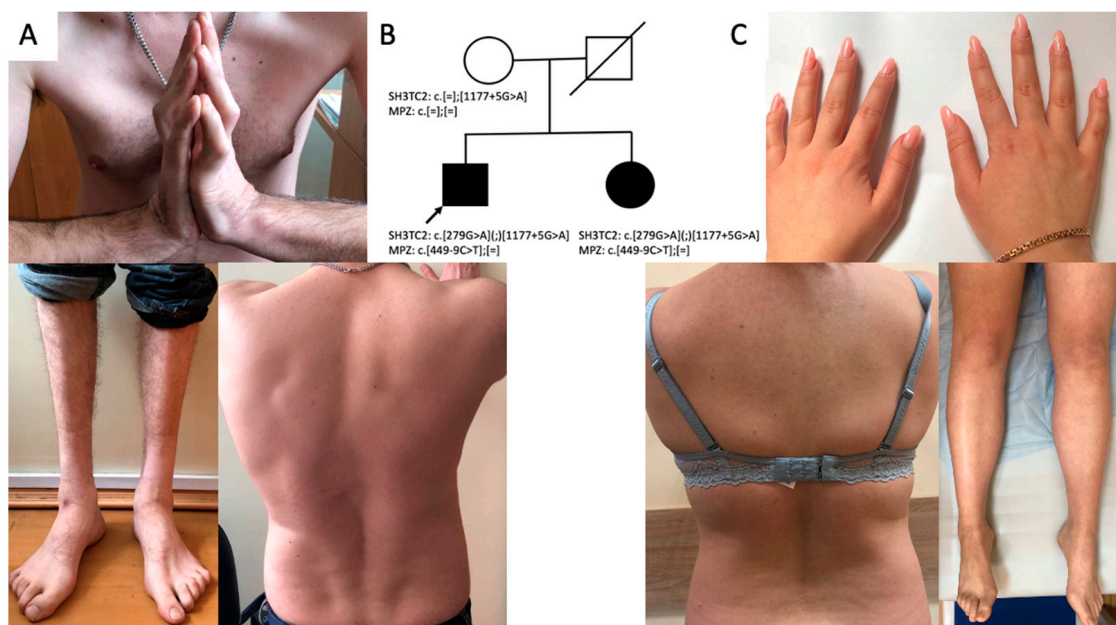 A
B
C
SH3TC2: c.[=];[1177+5G>A]
MPZ: c.[=];[=]
SH3TC2: c.[279G>A](;)[1177+5G>A]
MPZ: c.[449-9C>T];[=]
SH3TC2: c.[279G>A](;)[1177+5G>A]
MPZ: c.[449-9C>T];[=]